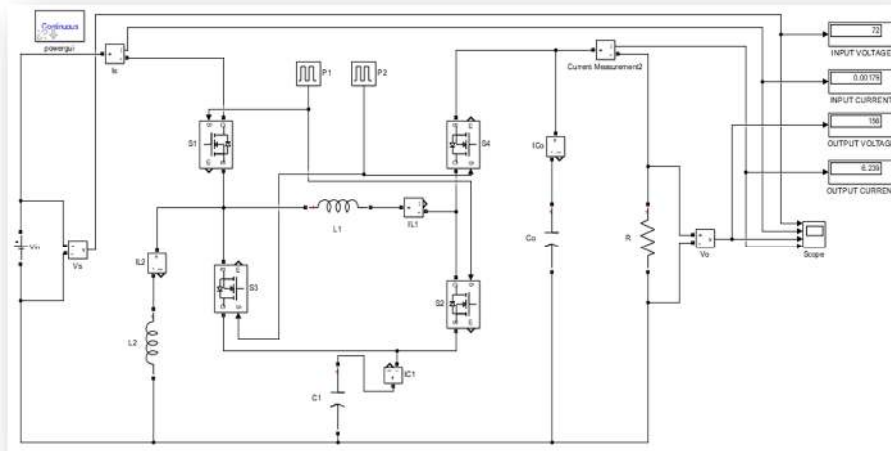 Continuous
powergui
Is
72
INPUT VOLTAGE
P1
P2
Current Measurement2
0.00179
INPUT CURRENT
S1
S4
ICo
156
OUTPUT VOLTAGE
6.239
OUTPUT CURRENT
L1
IL1
Co
R
Vo
Scope
Vin
Vs
IL2
S3
S2
L2
IC1
C1